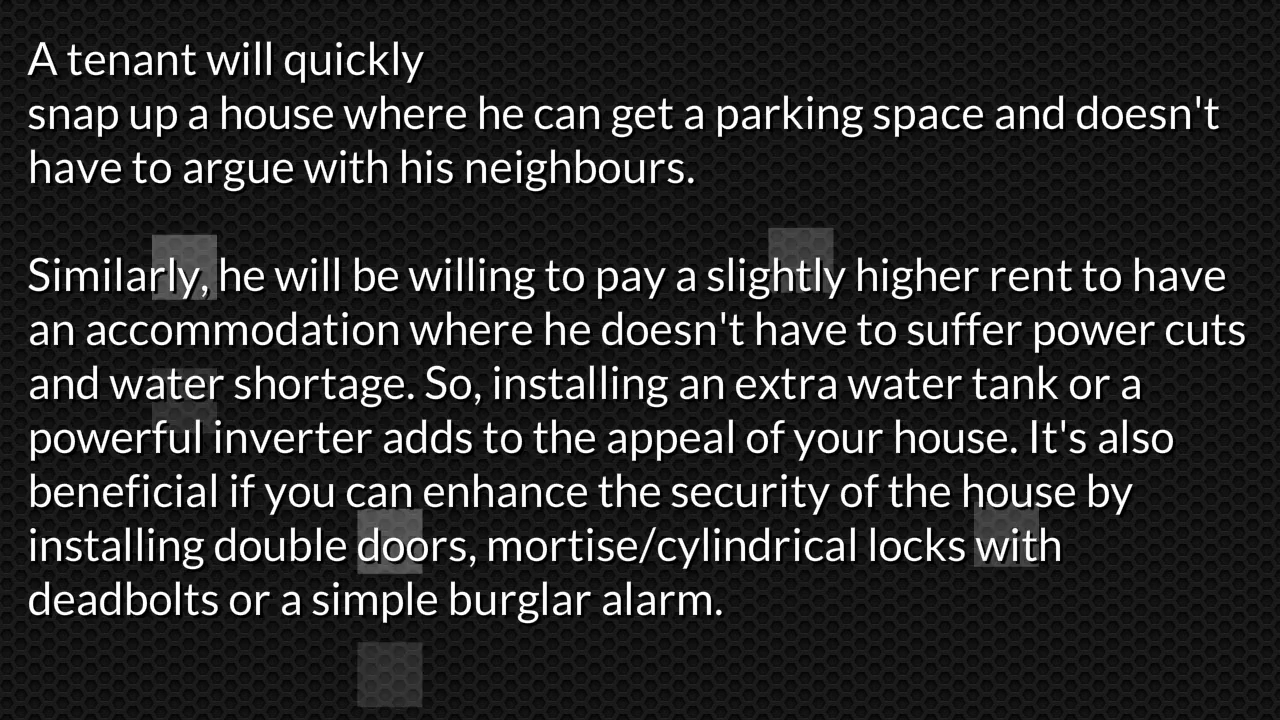 A tenant will quickly
snap up a house where he can get a parking space and doesn't
have to argue with his neighbours.
Similarly, he will be willing to pay a slightly higher rent to have
an accommodation where he doesn't have to suffer power cuts
and water shortage. So, installing an extra water tank or a
powerful inverter adds to the appeal of your house. It's also
beneficial if you can enhance the security of the house by
installing double doors, mortise/cylindrical locks with
deadbolts or a simple burglar alarm.